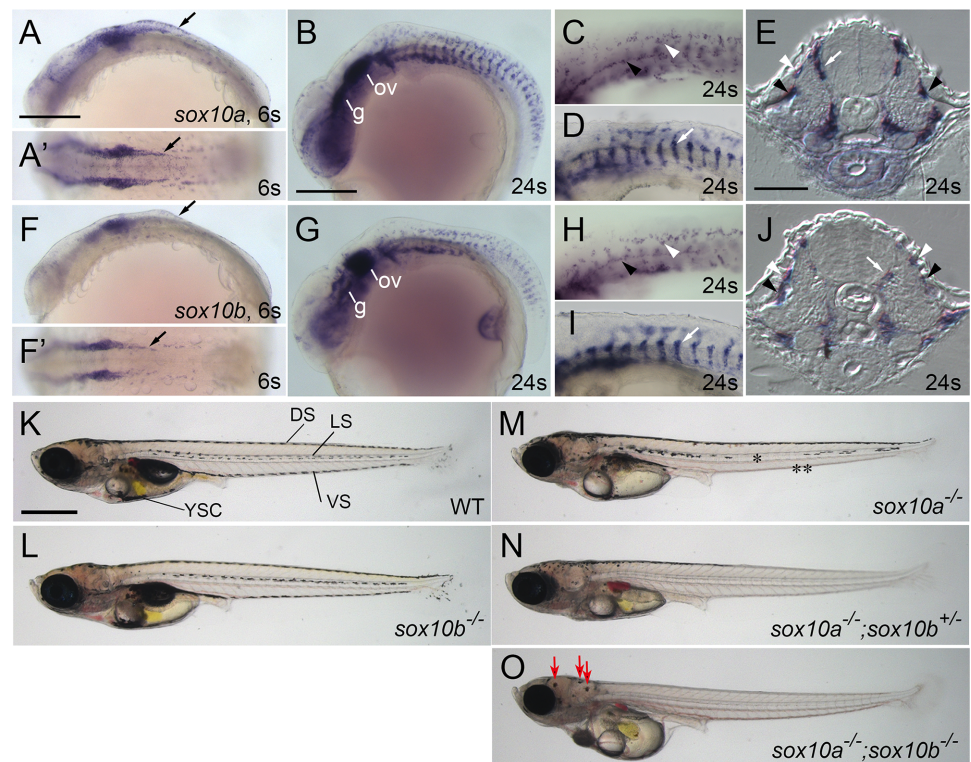 A
sox10a, 6s
A'
6s
B
ov
g
24s
C
24s
D
24s
E
24s
F
sox10b, 6s
F'
6s
G
ov
g
24s
H
24s
I
24s
J
24s
K
DS
LS
VS
YSC
WT
L
sox10b-/-
M
*
**
sox10a-/-
N
sox10a-/-;sox10b+/-
O
sox10a-/-;sox10b-/-